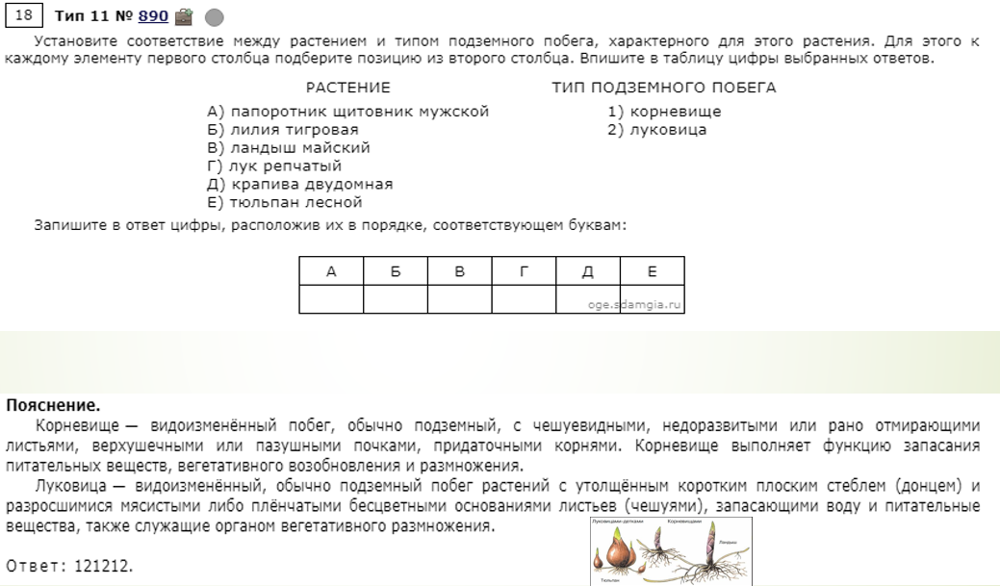 18 Тип 11 № 890
Установите соответствие между растением и типом подземного побега, характерного для этого растения. Для этого к
каждому элементу первого столбца подберите позицию из второго столбца. Впишите в таблицу цифры выбранных ответов.
РАСТЕНИЕ ТИП ПОДЗЕМНОГО ПОБЕГА
А) папоротник щитовник мужской 1) корневище
Б) лилия тигровая 2) луковица
В) ландыш майский
Г) лук репчатый
Д) крапива двудомная
Е) тюльпан лесной
Запишите в ответ цифры, расположив их в порядке, соответствующем буквам:
А Б В Г Д Е
oge.sdamgia.ru
Пояснение.
Корневище — видоизменённый побег, обычно подземный, с чешуевидными, недоразвитыми или рано отмирающими
листьями, верхушечными или пазушными почками, придаточными корнями. Корневище выполняет функцию запасания
питательных веществ, вегетативного возобновления и размножения.
Луковица — видоизменённый, обычно подземный побег растений с утолщённым коротким плоским стеблем (донцем) и
разросшимися мясистыми либо плёнчатыми бесцветными основаниями листьев (чешуями), запасающими воду и питательные
вещества, также служащие органом вегетативного размножения.
Луковицами-детками Корневищами
Ландыш
Тюльпан
Ответ: 121212.